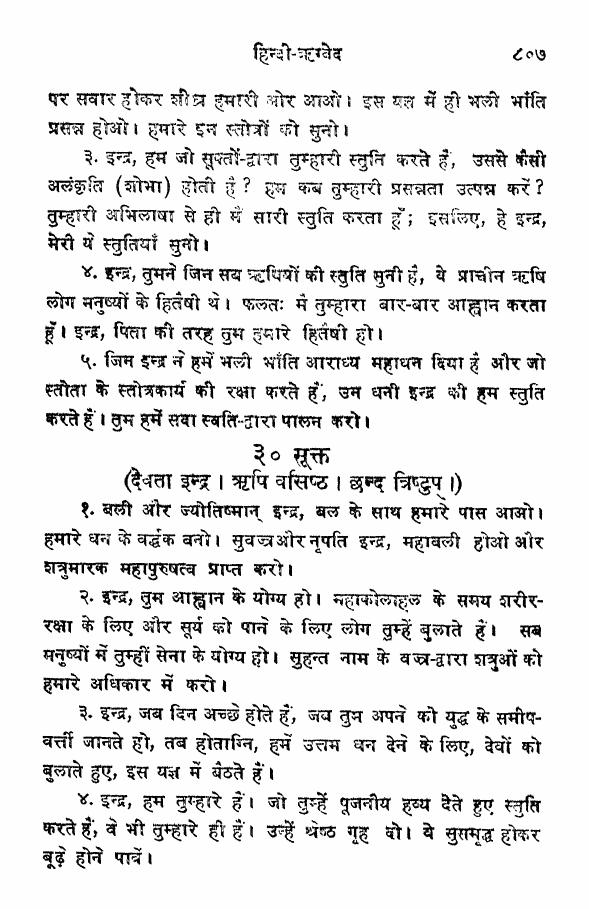 हिन्दी-ऋग्वेद ८०७
पर सवार होकर शीघ्र हमारी ओर आओ। इस यज्ञ में ही भली भाँति
प्रसन्न होओ। हमारे इन स्तोत्रों को सुनो।
३. इन्द्र, हम जो सूक्तों-द्वारा तुम्हारी स्तुति करते हैं, उससे कैसी
अलंकृति (शोभा) होती है? हम कब तुम्हारी प्रसन्नता उत्पन्न करें?
तुम्हारी अभिलाषा से ही मैं सारी स्तुति करता हूँ; इसलिए, हे इन्द्र,
मेरी ये स्तुतियाँ सुनो।
४. इन्द्र, तुमने जिन सब ऋषियों की स्तुति सुनी है, वे प्राचीन ऋषि
लोग मनुष्यों के हितैषी थे। फलतः मैं तुम्हारा बार-बार आह्वान करता
हूँ। इन्द्र, पिता की तरह तुम हमारे हितैषी हो।
५. जिन इन्द्र ने हमें भली भाँति आराध्य महाधन दिया है और जो
स्तोता के स्तोत्रकार्य की रक्षा करते हैं, उन धनी इन्द्र की हम स्तुति
करते हैं। तुम हमें सदा स्वस्ति-द्वारा पालन करो।
३० सूक्त
(देवता इन्द्र। ऋषि वसिष्ठ। छन्द त्रिष्टुप्।)
१. बली और ज्योतिष्मान् इन्द्र, बल के साथ हमारे पास आओ।
हमारे धन के वर्द्धक बनो। सुवज्र और नृपति इन्द्र, महाबली होओ और
शत्रुमारक महापुरुषत्व प्राप्त करो।
२. इन्द्र, तुम आह्वान के योग्य हो। महाकोलाहल के समय शरीर-
रक्षा के लिए और सूर्य को पाने के लिए लोग तुम्हें बुलाते हैं। सब
मनुष्यों में तुम्हीं सेना के योग्य हो। सुहन्त नाम के वज्र-द्वारा शत्रुओं को
हमारे अधिकार में करो।
३. इन्द्र, जब दिन अच्छे होते हैं, जब तुम अपने को युद्ध के समीप-
वर्त्ती जानते हो, तब होताग्नि, हमें उत्तम धन देने के लिए, देवों को
बुलाते हुए, इस यज्ञ में बैठते हैं।
४. इन्द्र, हम तुम्हारे हैं। जो तुम्हें पूजनीय हव्य देते हुए स्तुति
करते हैं, वे भी तुम्हारे ही हैं। उन्हें श्रेष्ठ गृह दो। वे सुसमृद्ध होकर
बूढ़े होने पावें।